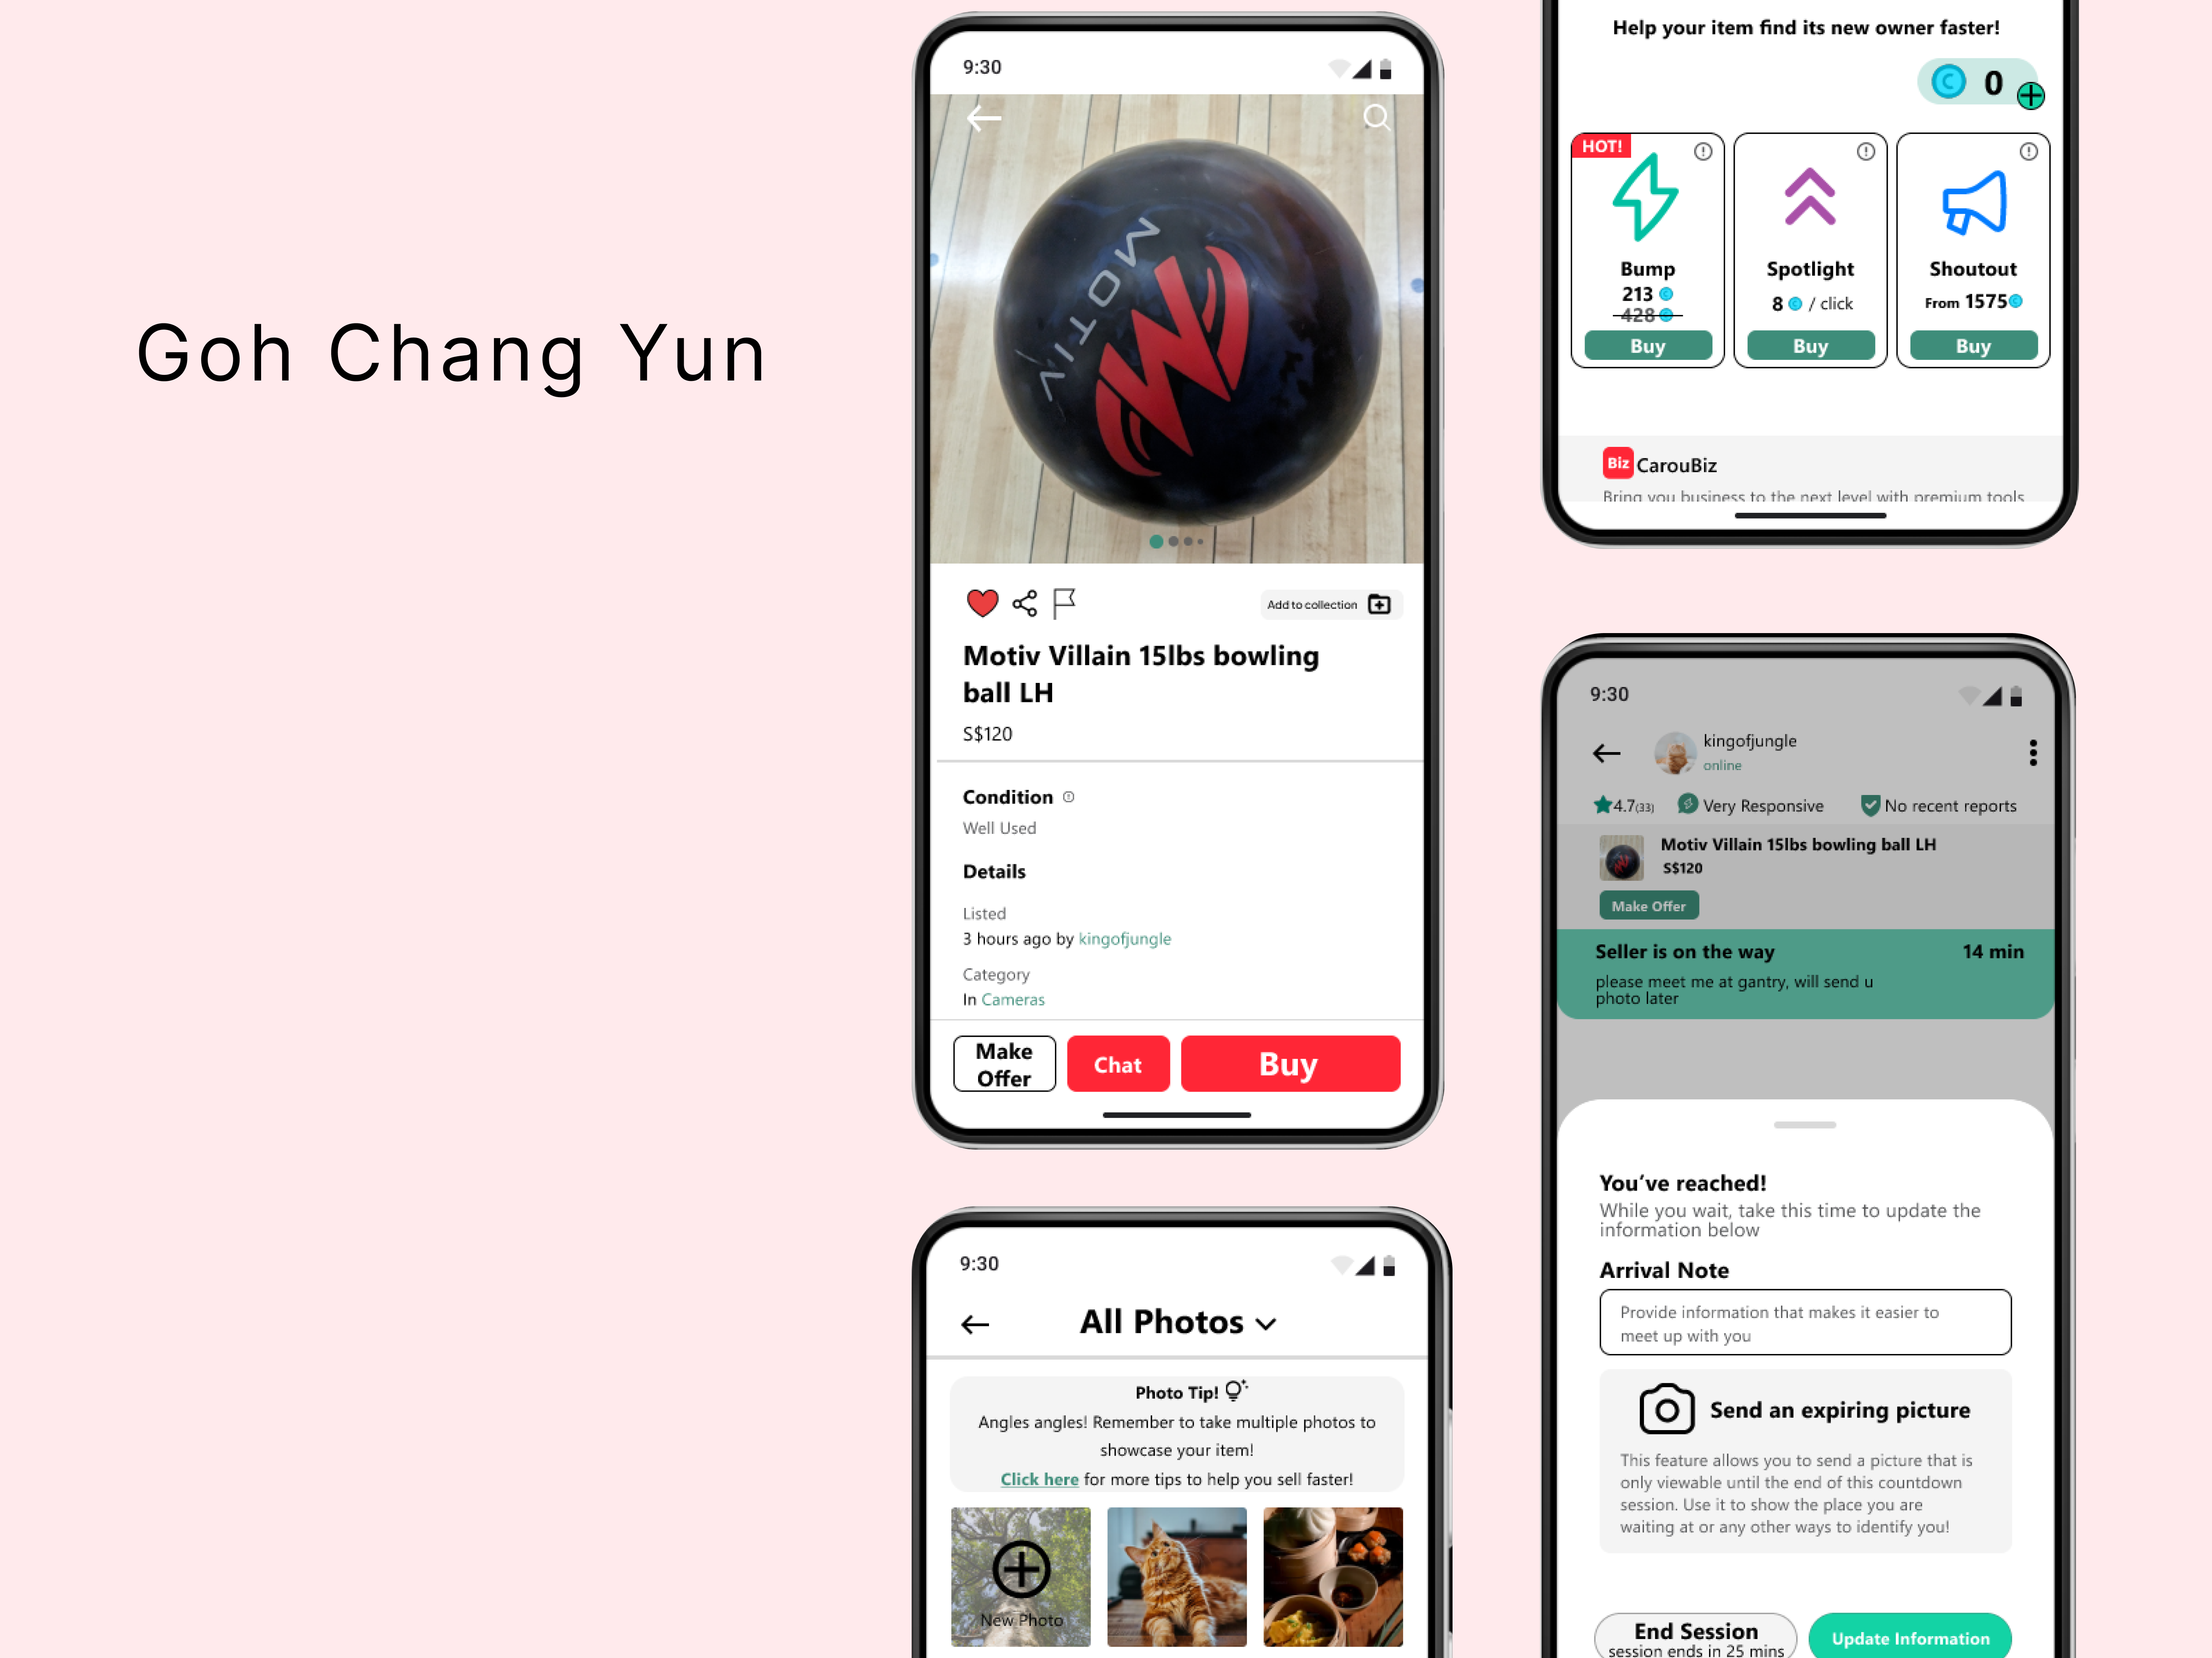 Goh Chang Yun
9:30
MOTIV
Motiv Villain 15lbs bowling
ball LH
S$120
Add to collection
Condition
Well Used
Details
Listed
3 hours ago by kingofjungle
Category
In Cameras
Make
Offer
Chat
Buy
9:30
All Photos
Photo Tip!
Angles angles! Remember to take multiple photos to
showcase your item!
Click here for more tips to help you sell faster!
New Photo
Help your item find its new owner faster!
C 0
HOT!
Bump
213
428
Buy
Spotlight
8 / click
Buy
Shoutout
From 1575
Buy
Biz CarouBiz
Bring you business to the next level with premium tools
9:30
kingofjungle
online
4.7(33) Very Responsive No recent reports
Motiv Villain 15lbs bowling ball LH
S$120
Make Offer
Seller is on the way 14 min
please meet me at gantry, will send u
photo later
You've reached!
While you wait, take this time to update the
information below
Arrival Note
Provide information that makes it easier to
meet up with you
Send an expiring picture
This feature allows you to send a picture that is
only viewable until the end of this countdown
session. Use it to show the place you are
waiting at or any other ways to identify you!
End Session
session ends in 25 mins
Update Information